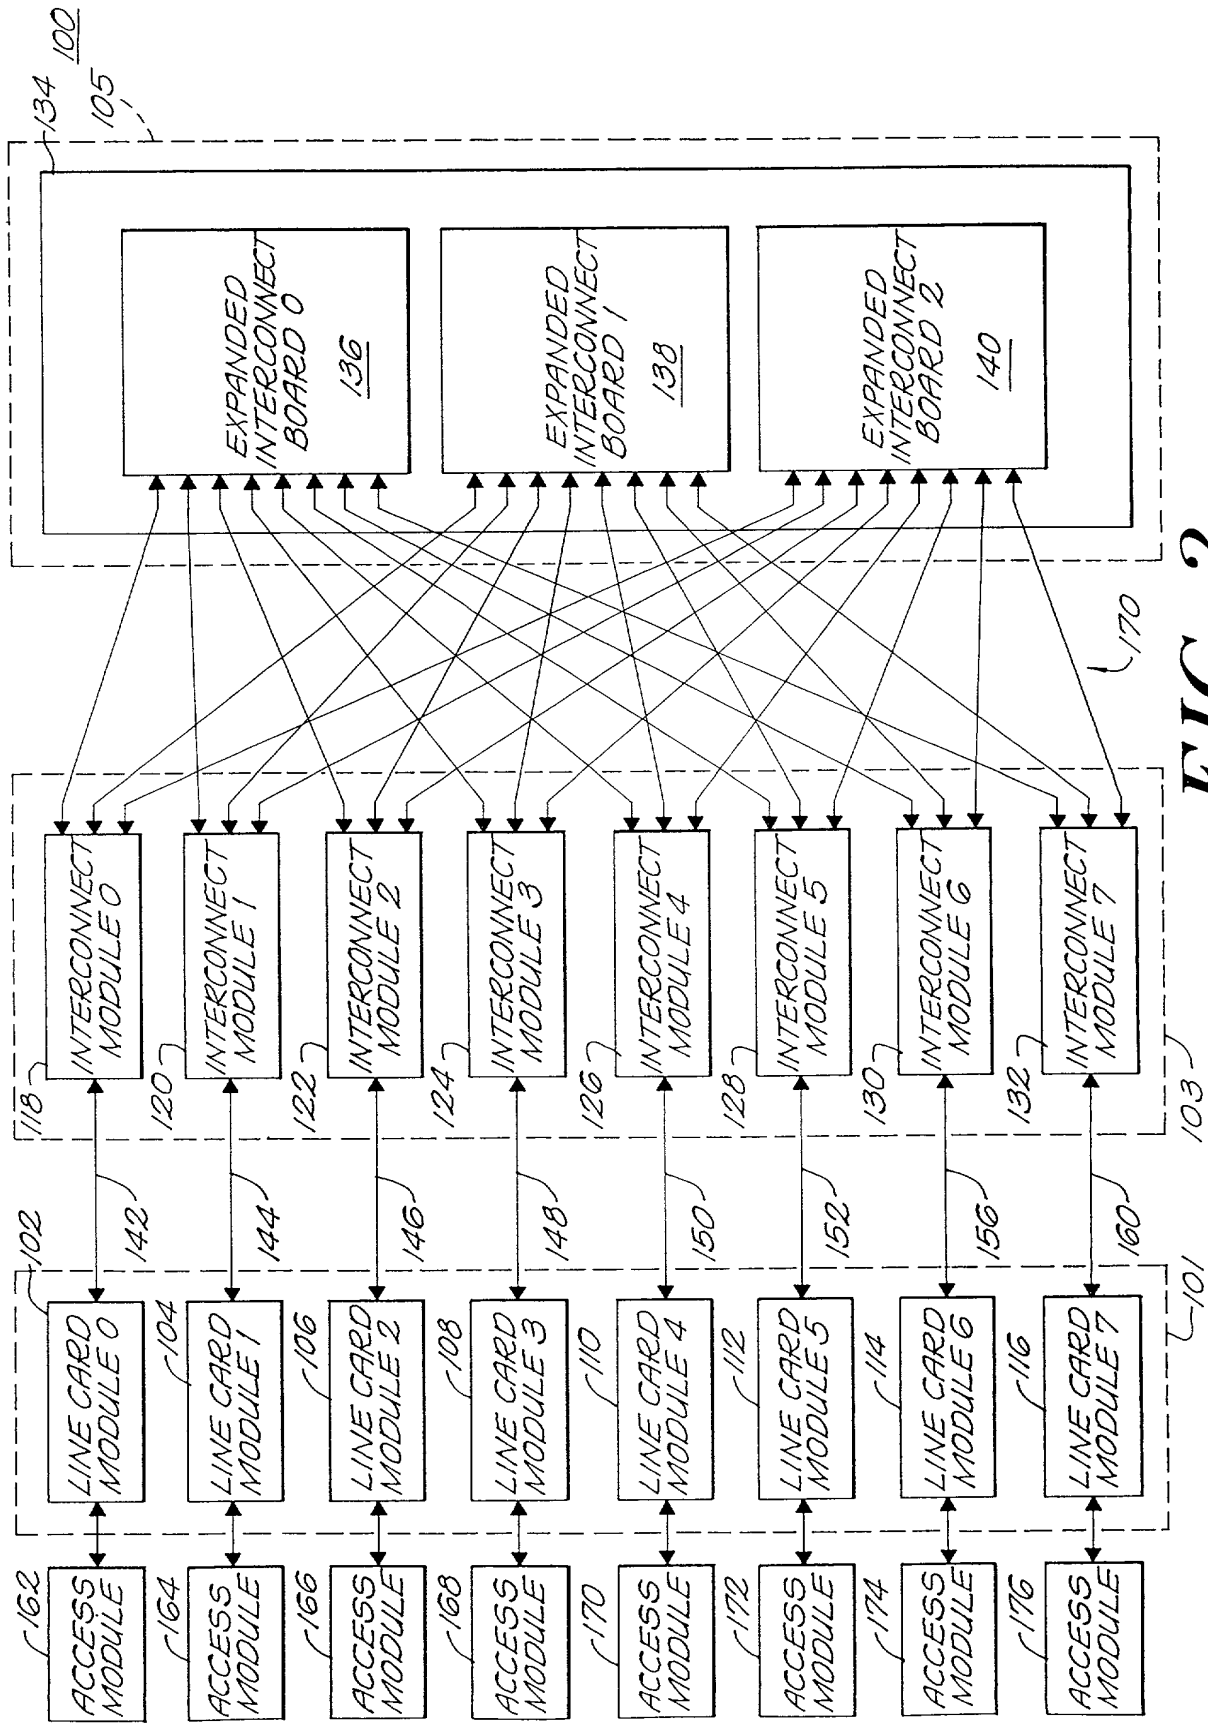 100
105
134
EXPANDED
INTERCONNECT
BOARD 0
136
EXPANDED
INTERCONNECT
BOARD 1
138
EXPANDED
INTERCONNECT
BOARD 2
140
170
118
INTERCONNECT
MODULE 0
120
INTERCONNECT
MODULE 1
122
INTERCONNECT
MODULE 2
124
INTERCONNECT
MODULE 3
126
INTERCONNECT
MODULE 4
128
INTERCONNECT
MODULE 5
130
INTERCONNECT
MODULE 6
132
INTERCONNECT
MODULE 7
103
142
144
146
148
150
152
156
160
102
LINE CARD
MODULE 0
104
LINE CARD
MODULE 1
106
LINE CARD
MODULE 2
108
LINE CARD
MODULE 3
110
LINE CARD
MODULE 4
112
LINE CARD
MODULE 5
114
LINE CARD
MODULE 6
116
LINE CARD
MODULE 7
101
162
ACCESS
MODULE
164
ACCESS
MODULE
166
ACCESS
MODULE
168
ACCESS
MODULE
170
ACCESS
MODULE
172
ACCESS
MODULE
174
ACCESS
MODULE
176
ACCESS
MODULE